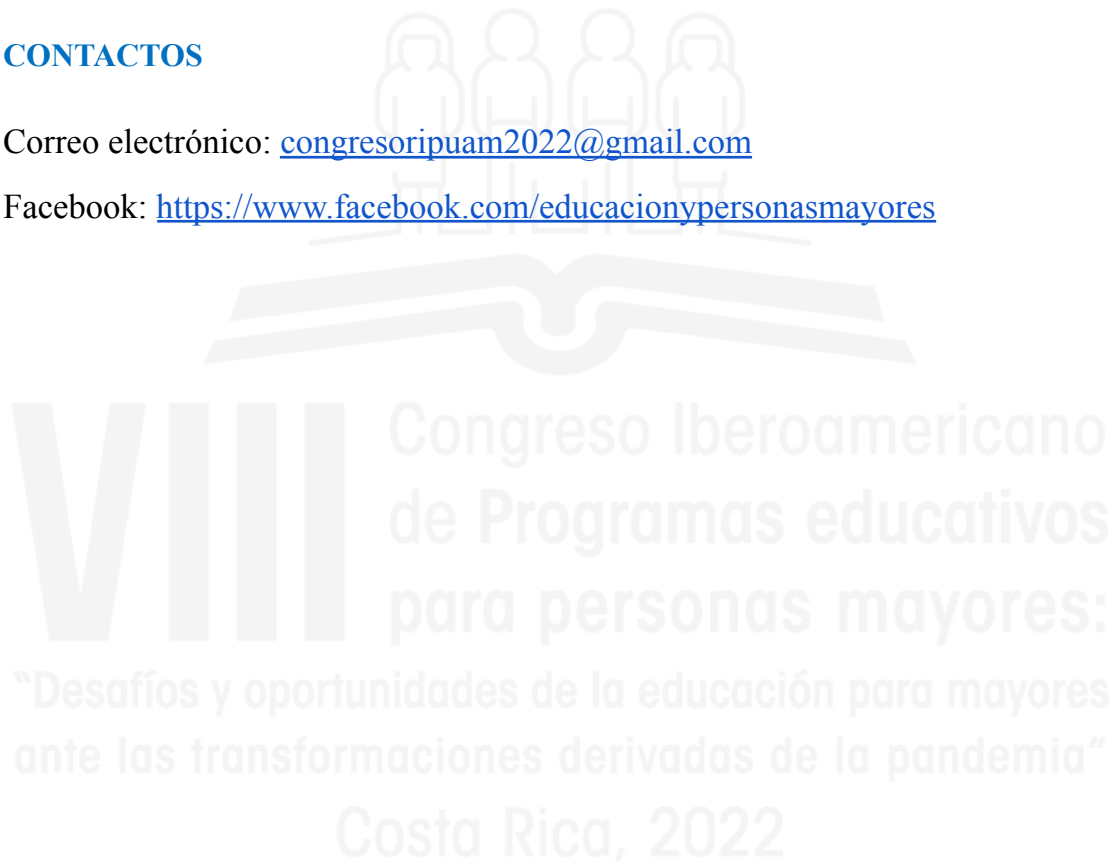 CONTACTOS
Correo electrónico: congresoripuam2022@gmail.com
Facebook: https://www.facebook.com/educacionypersonasmayores
VIII
Congreso Iberoamericano
de Programas educativos
para personas mayores:
"Desafíos y oportunidades de la educación para mayores
ante las transformaciones derivadas de la pandemia"
Costa Rica, 2022